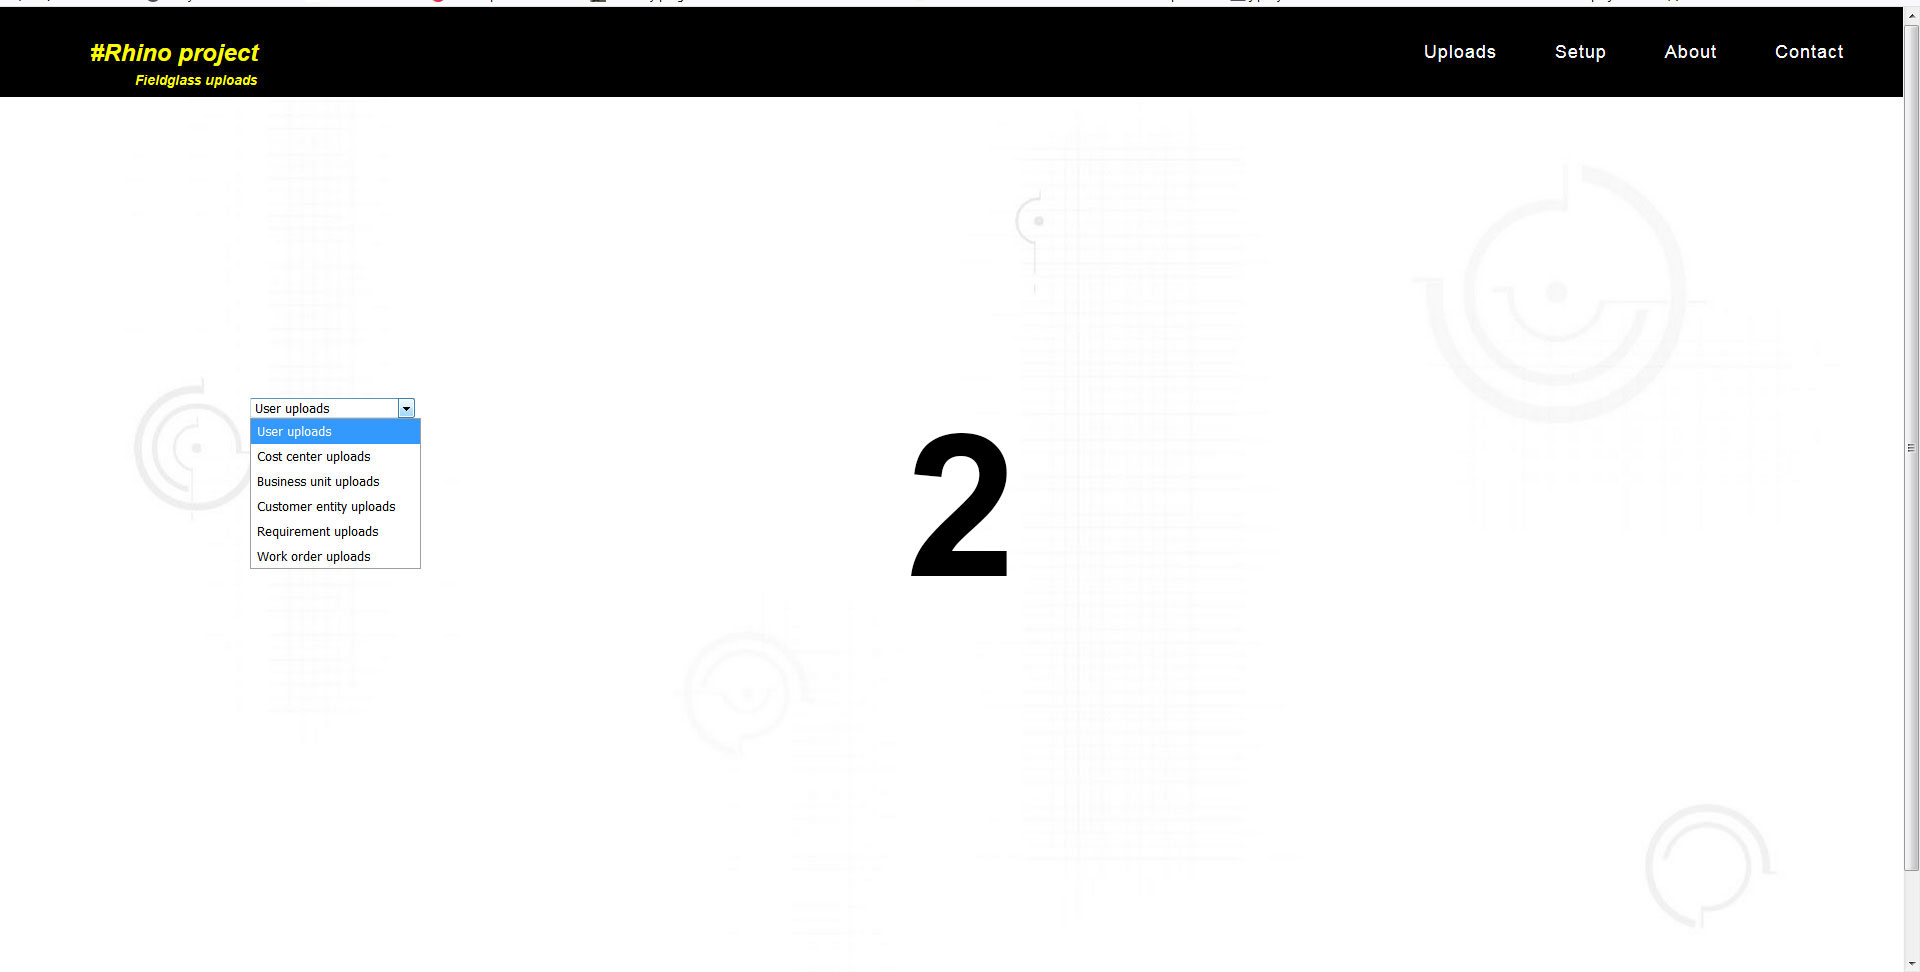 #Rhino project
Fieldglass uploads
Uploads Setup About Contact
User uploads
User uploads
Cost center uploads
Business unit uploads
Customer entity uploads
Requirement uploads
Work order uploads
2